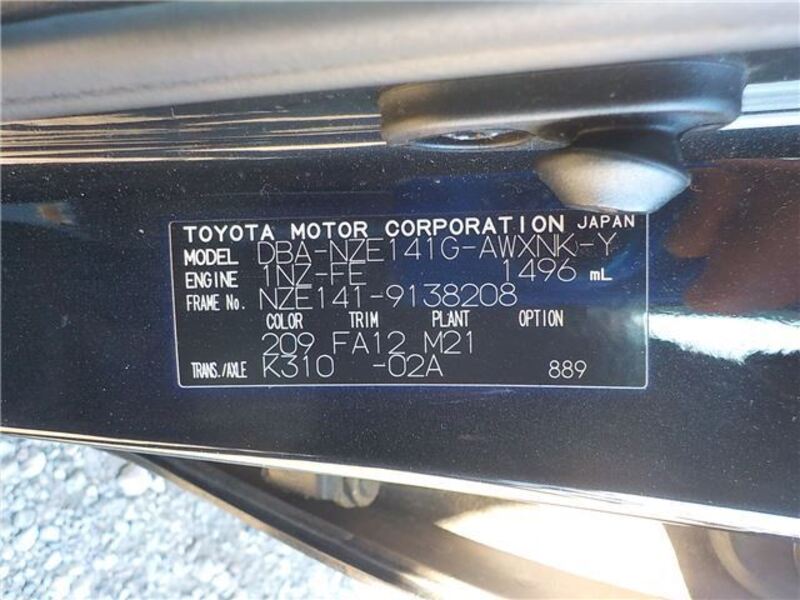 TOYOTA MOTOR CORPORATION JAPAN
MODEL DBA-NZE141G-AWXNK-Y
ENGINE 1NZ-FE 1496 mL
FRAME No. NZE141-9138208
COLOR TRIM PLANT OPTION
209 FA12 M21
TRANS./AXLE K310 -02A 889